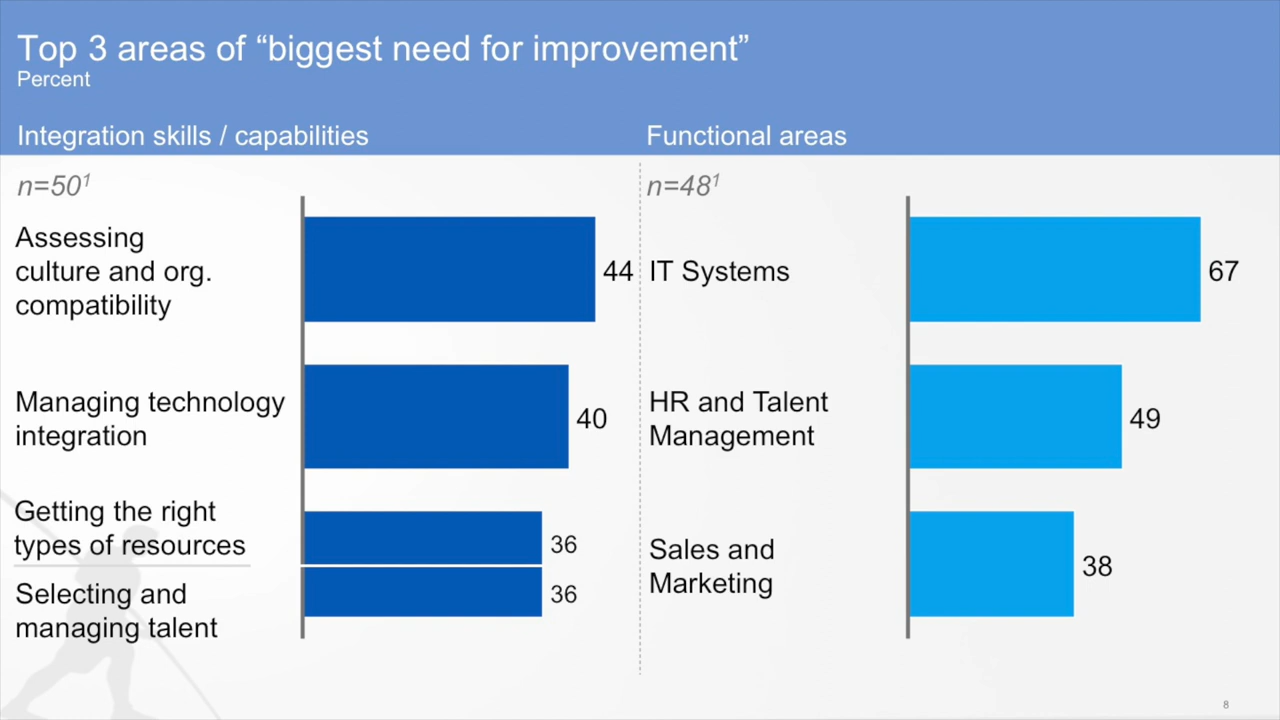 Top 3 areas of “biggest need for improvement”
Percent
Integration skills / capabilities
Functional areas
n=50¹
Assessing
culture and org.
compatibility
44
Managing technology
integration
40
Getting the right
types of resources
36
Selecting and
managing talent
36
n=48¹
IT Systems
67
HR and Talent
Management
49
Sales and
Marketing
38
8